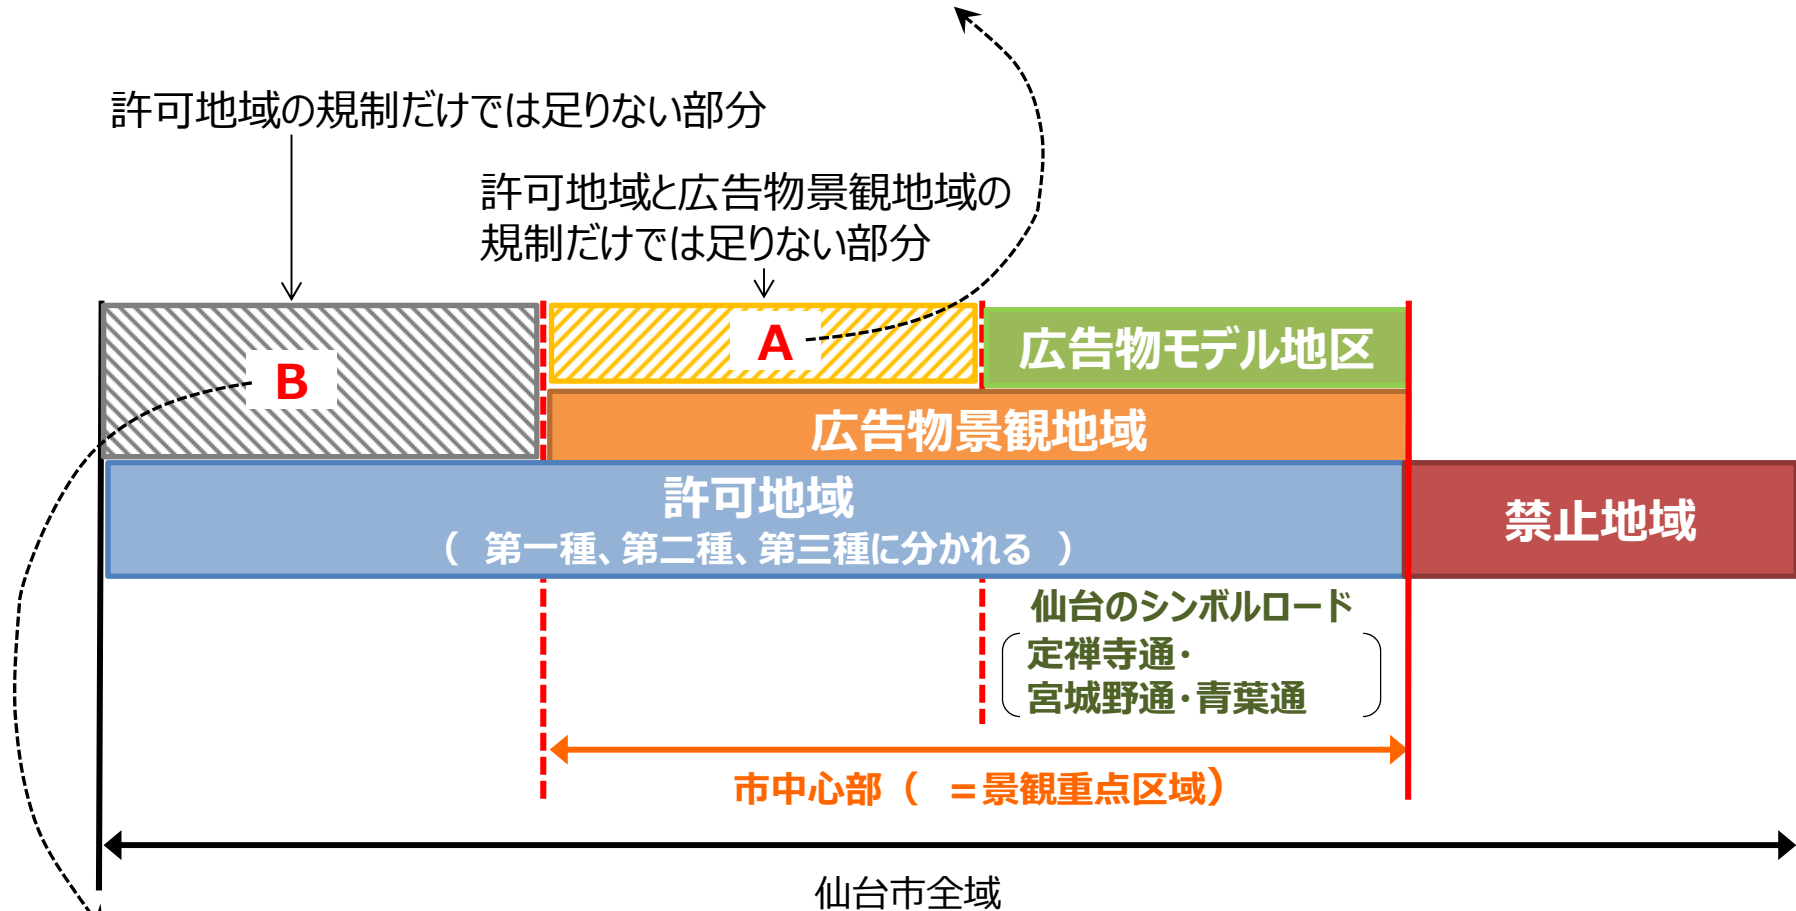 許可地域の規制だけでは足りない部分
許可地域と広告物景観地域の
規制だけでは足りない部分
A
広告物モデル地区
B
広告物景観地域
許可地域
（ 第一種、第二種、第三種に分かれる ）
禁止地域
仙台のシンボルロード
定禅寺通・
宮城野通・青葉通
市中心部（ ＝景観重点区域）
仙台市全域